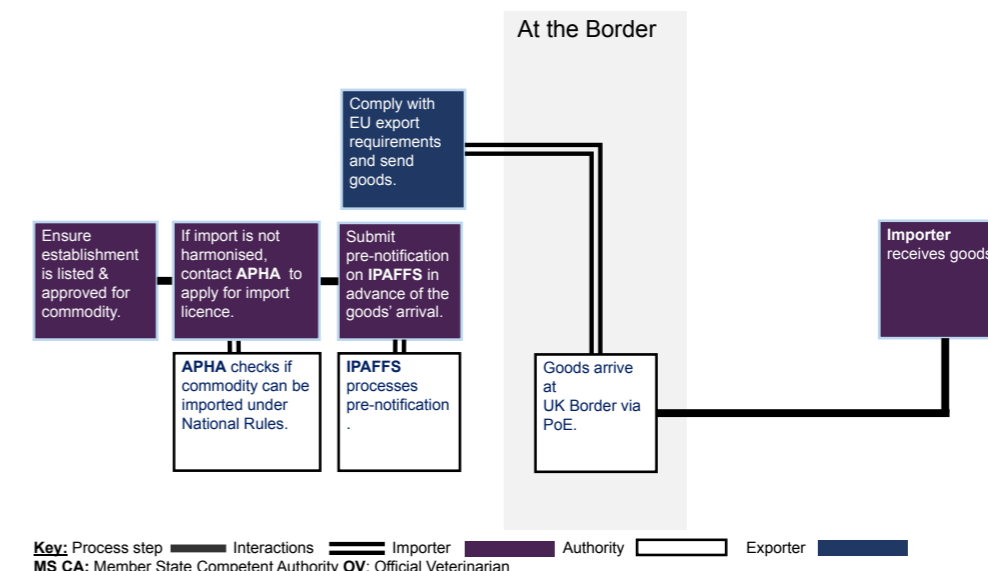 At the Border
Comply with
EU export
requirements
and send
goods.
Ensure
establishment
is listed &
approved for
commodity.
If import is not
harmonised,
contact APHA to
apply for import
licence.
Submit
pre-notification
on IPAFFS in
advance of the
goods' arrival.
Importer
receives goods
APHA checks if
commodity can be
imported under
National Rules.
IPAFFS
processes
pre-notification
.
Goods arrive
at
UK Border via
PoE.
Key: Process step Interactions Importer Authority Exporter
MS CA: Member State Competent Authority OV: Official Veterinarian